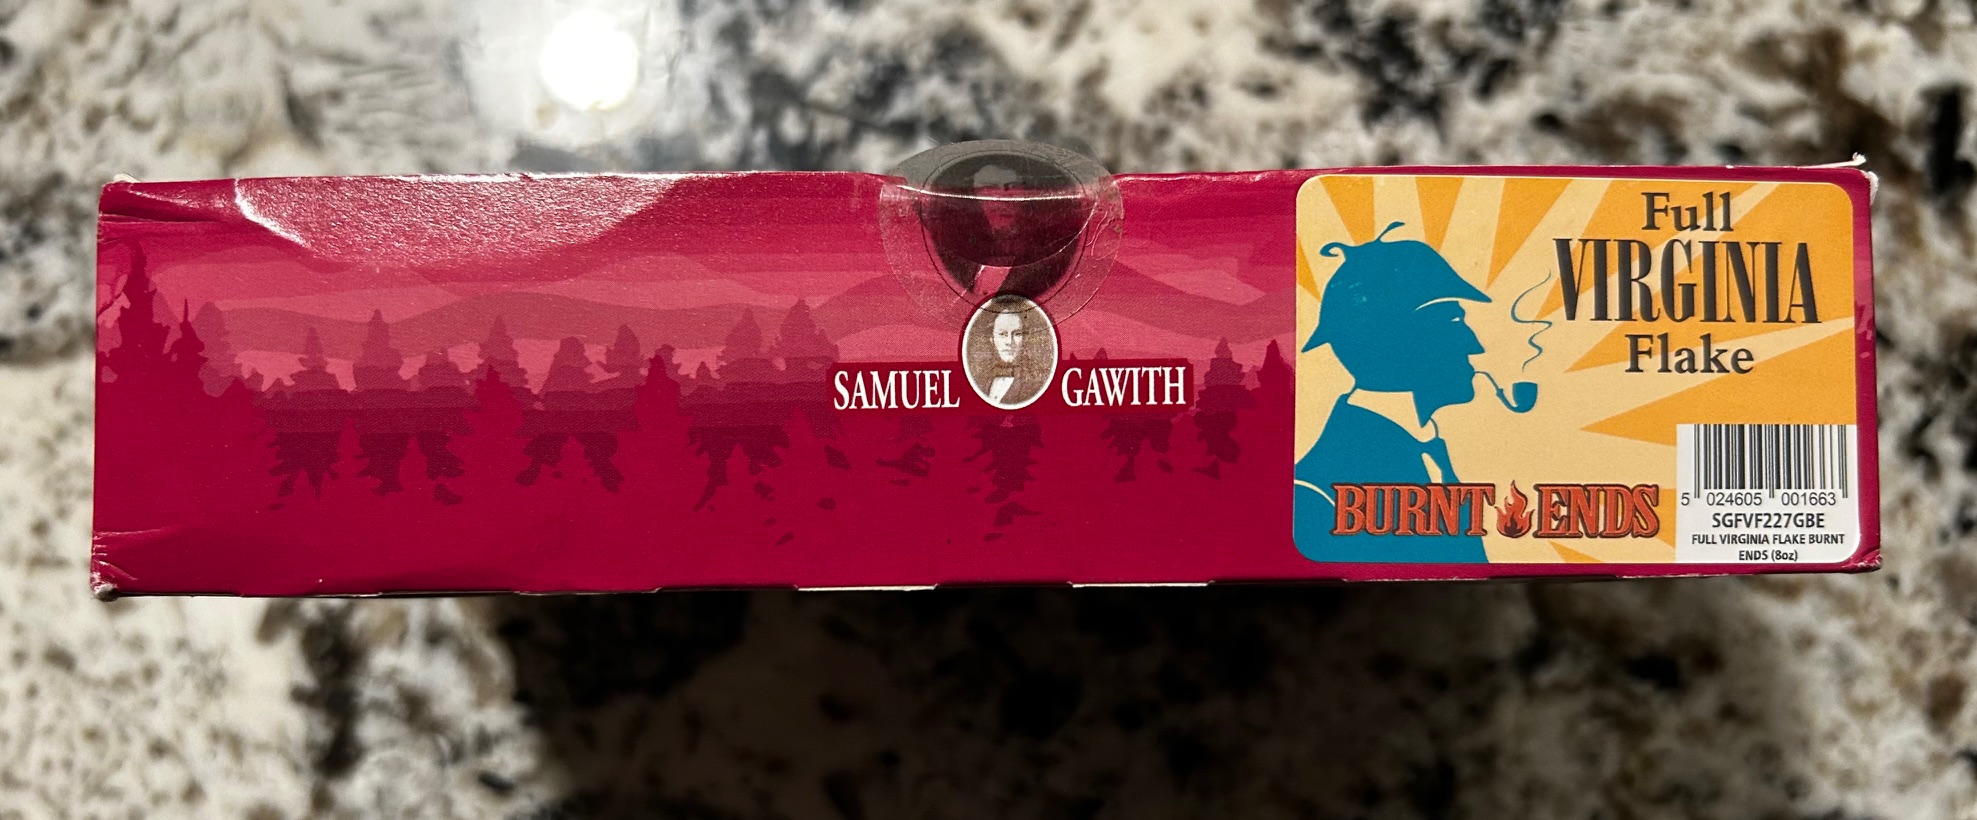 SAMUEL GAWITH
Full
VIRGINIA
Flake
BURNT ENDS
5 024605 001663
SGFVF227GBE
FULL VIRGINIA FLAKE BURNT
ENDS (8oz)